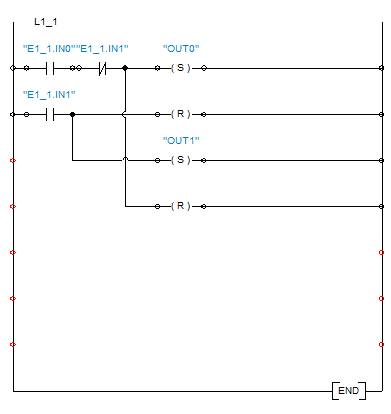 L1_1
"E1_1.IN0" "E1_1.IN1" "OUT0"
( S )
"E1_1.IN1"
( R )
"OUT1"
( S )
( R )
END